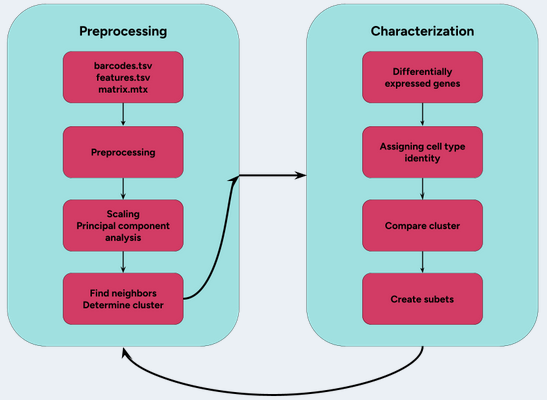 Preprocessing
barcodes.tsv
features.tsv
matrix.mtx
Preprocessing
Scaling
Principal component
analysis
Find neighbors
Determine cluster
Characterization
Differentially
expressed genes
Assigning cell type
identity
Compare cluster
Create subets